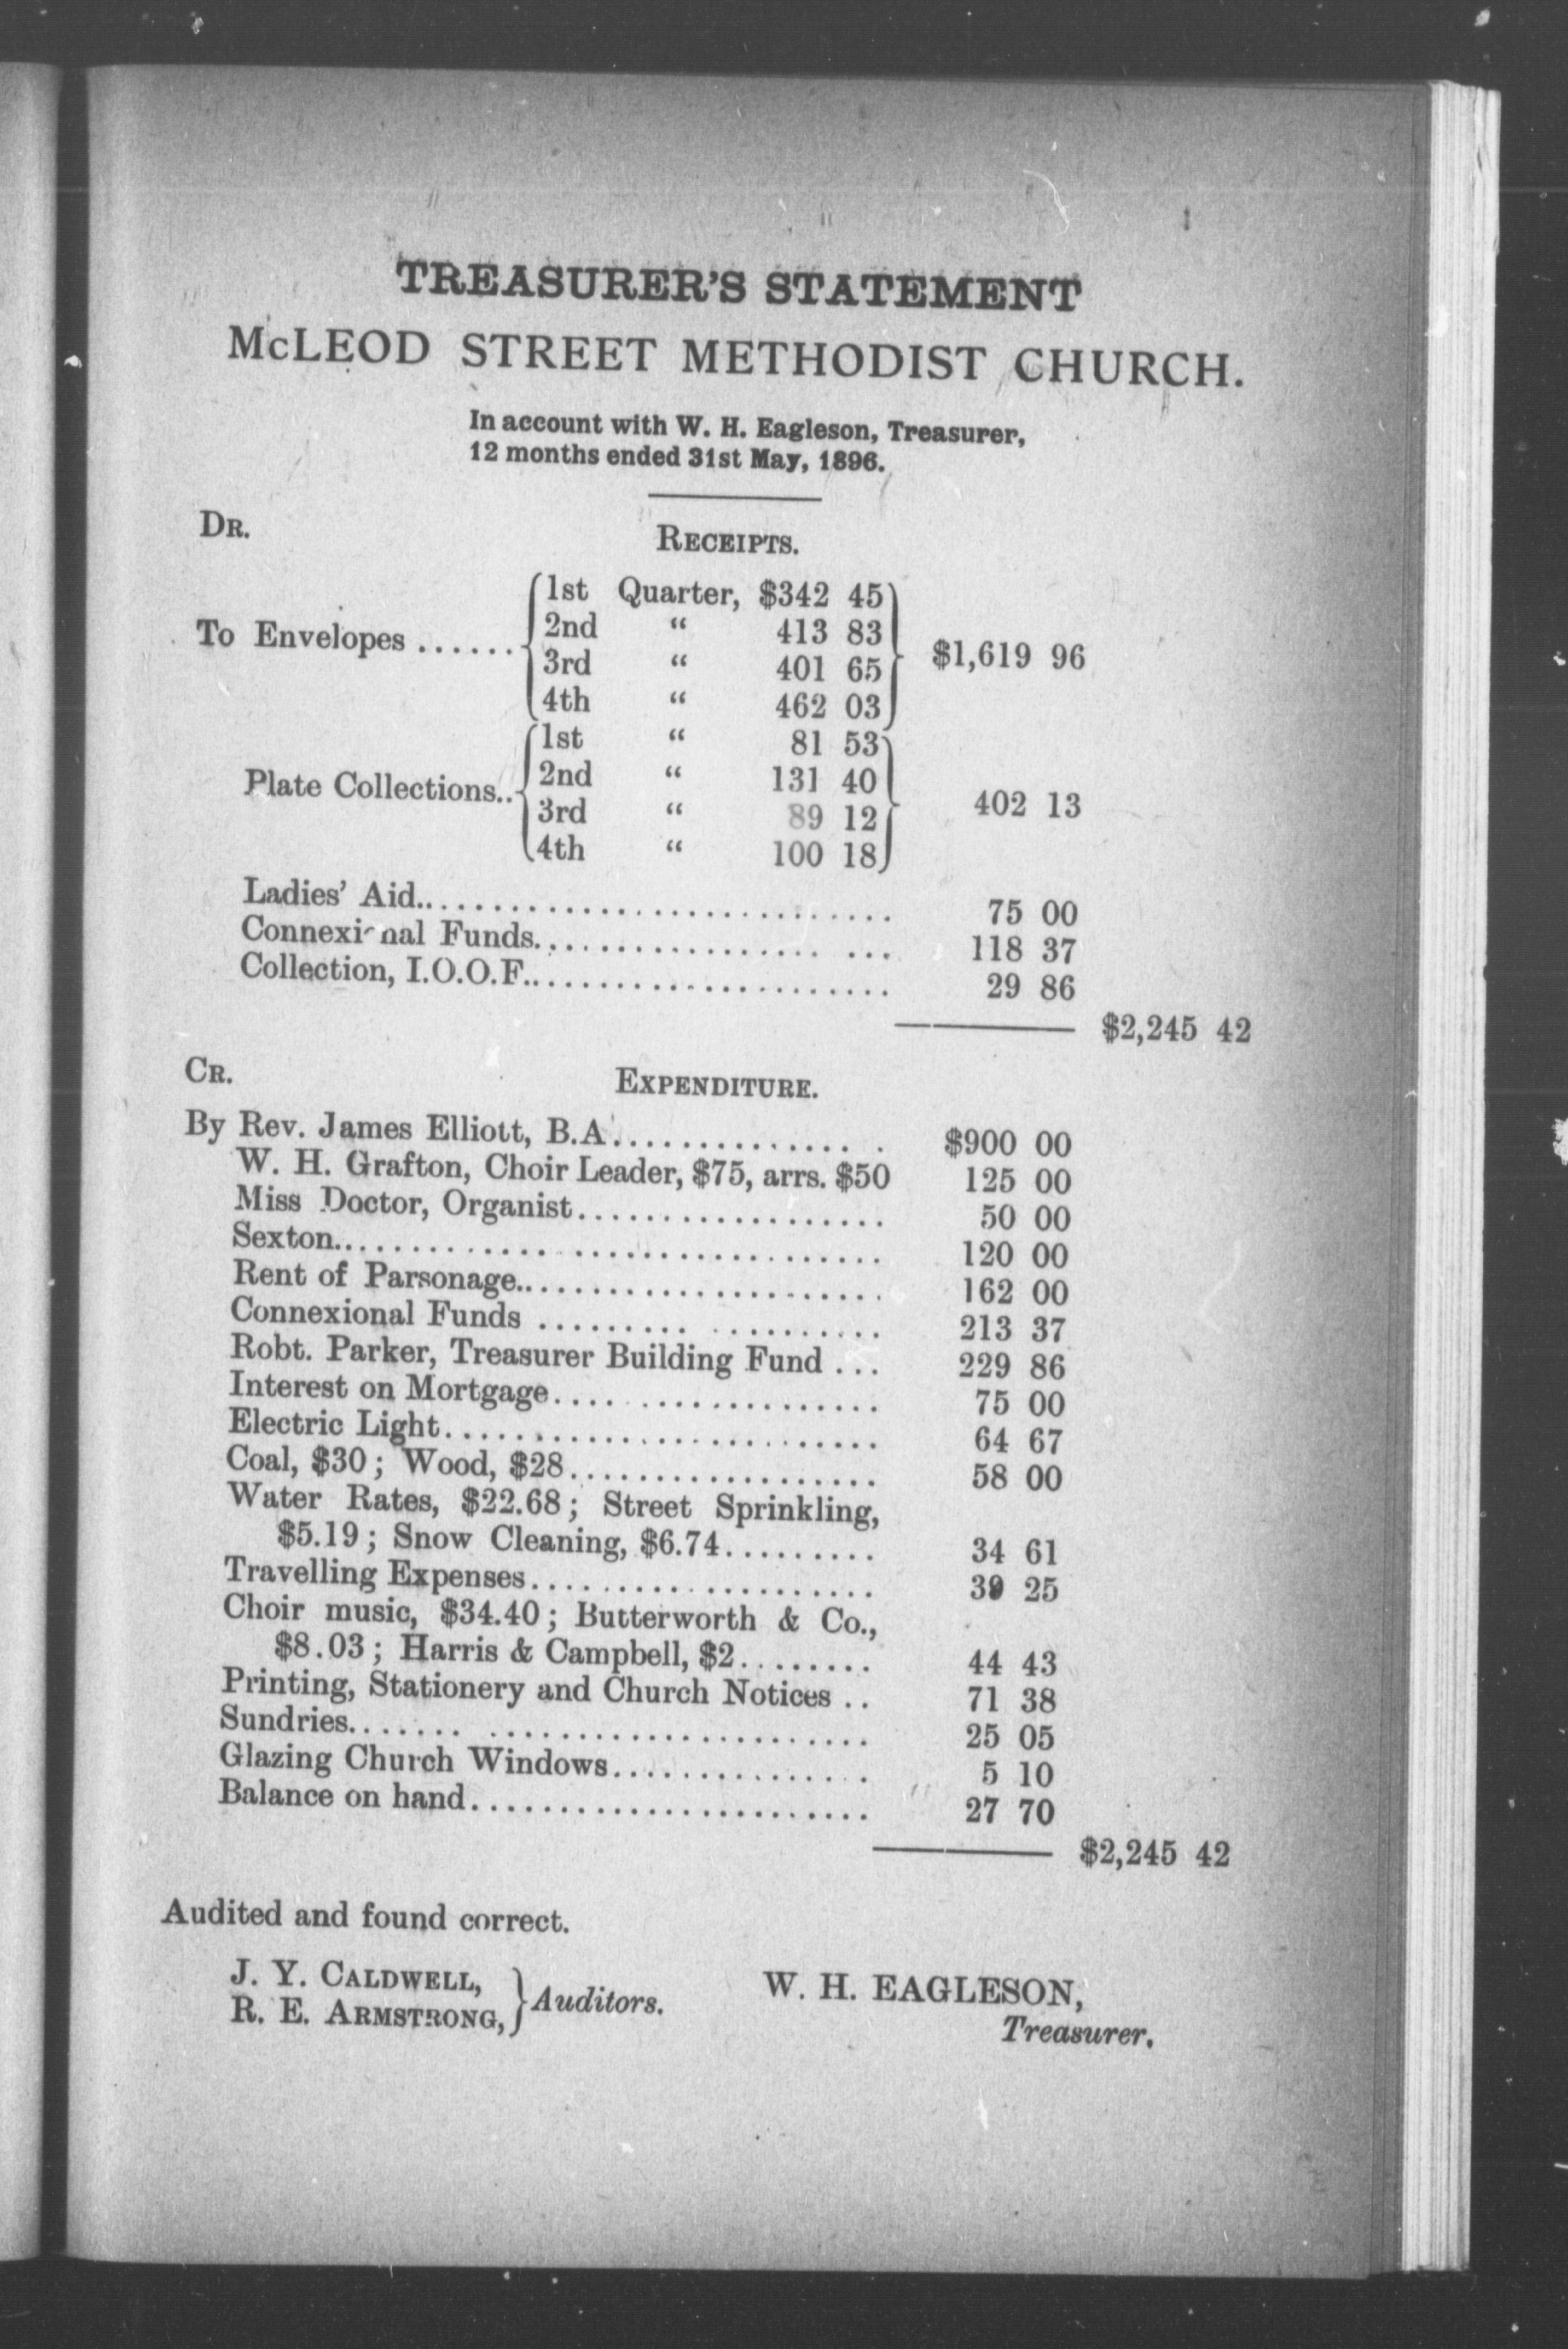 TREASURER'S STATEMENT
McLEOD STREET METHODIST CHURCH.
In account with W. H. Eagleson, Treasurer,
12 months ended 31st May, 1896.
DR.
RECEIPTS.
To Envelopes ...... 1st Quarter, $342 45
2nd " 413 83
3rd " 401 65 $1,619 96
4th " 462 03
1st " 81 53
Plate Collections.. 2nd " 131 40
3rd " 89 12 402 13
4th " 100 18
Ladies' Aid.............................. 75 00
Connexi nal Funds.................. ... 118 37
Collection, I.O.O.F....................... 29 86
$2,245 42
CR.
EXPENDITURE.
By Rev. James Elliott, B.A................ $900 00
W. H. Grafton, Choir Leader, $75, arrs. $50 125 00
Miss Doctor, Organist.................. 50 00
Sexton................................ 120 00
Rent of Parsonage....................... 162 00
Connexional Funds ......... .......... 213 37
Robt. Parker, Treasurer Building Fund ... 229 86
Interest on Mortgage.... .............. 75 00
Electric Light......................... 64 67
Coal, $30; Wood, $28.................. 58 00
Water Rates, $22.68; Street Sprinkling,
$5.19; Snow Cleaning, $6.74......... 34 61
Travelling Expenses.................... 39 25
Choir music, $34.40; Butterworth & Co.,
$8.03; Harris & Campbell, $2........ 44 43
Printing, Stationery and Church Notices .. 71 38
Sundries....... ...................... 25 05
Glazing Church Windows............... 5 10
Balance on hand....................... 27 70
$2,245 42
Audited and found correct.
J. Y. CALDWELL,
R. E. ARMSTRONG, Auditors.
W. H. EAGLESON,
Treasurer.